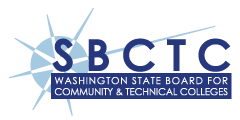 SBCTC
WASHINGTON STATE BOARD FOR
COMMUNITY & TECHNICAL COLLEGES